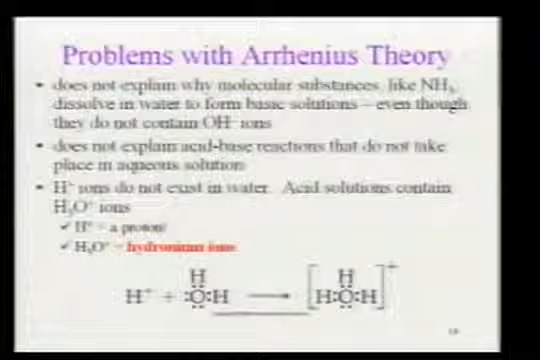 Problems with Arrhenius Theory
• does not explain why molecular substances, like NH₃,
dissolve in water to form basic solutions – even though
they do not contain OH⁻ ions
• does not explain acid-base reactions that do not take
place in aqueous solution
• H⁺ ions do not exist in water. Acid solutions contain
H₃O⁺ ions
✓ H⁺ = a proton!
✓ H₃O⁺ = hydronium ions
H H
H⁺ + :O:H → [H:O:H]⁺